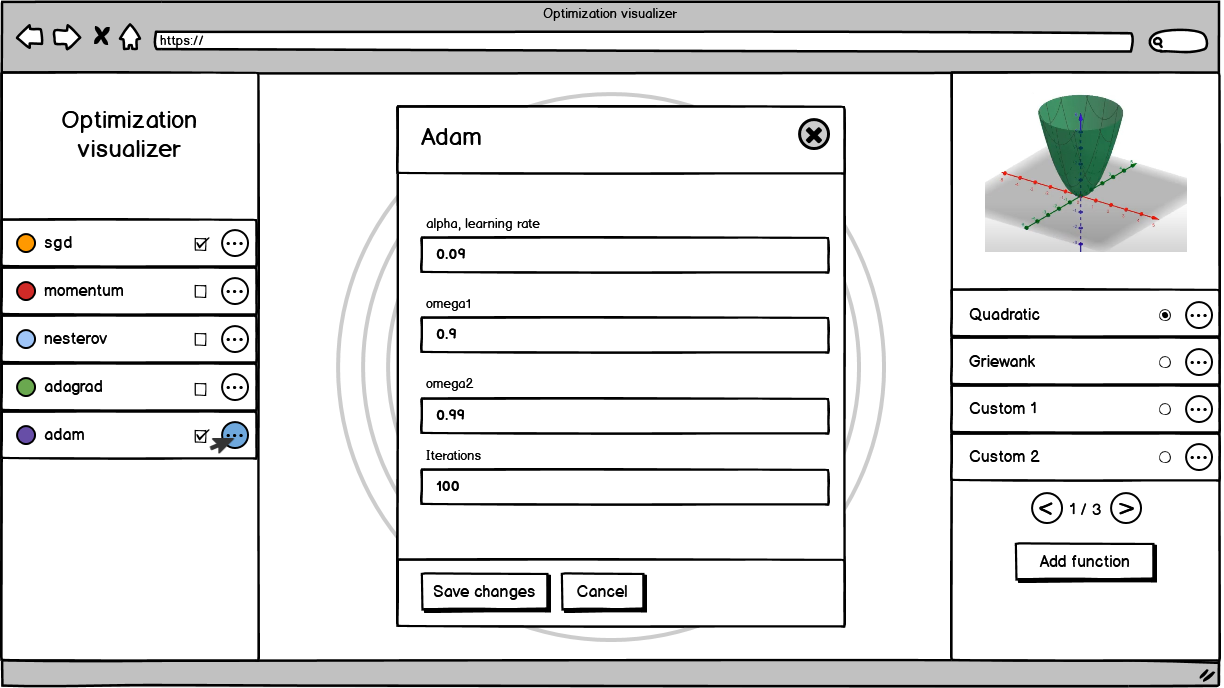 Optimization visualizer
https://
Optimization
visualizer
sgd
momentum
nesterov
adagrad
adam
Adam
alpha, learning rate
0.09
omega1
0.9
omega2
0.99
Iterations
100
Save changes
Cancel
Quadratic
Griewank
Custom 1
Custom 2
< 1 / 3 >
Add function